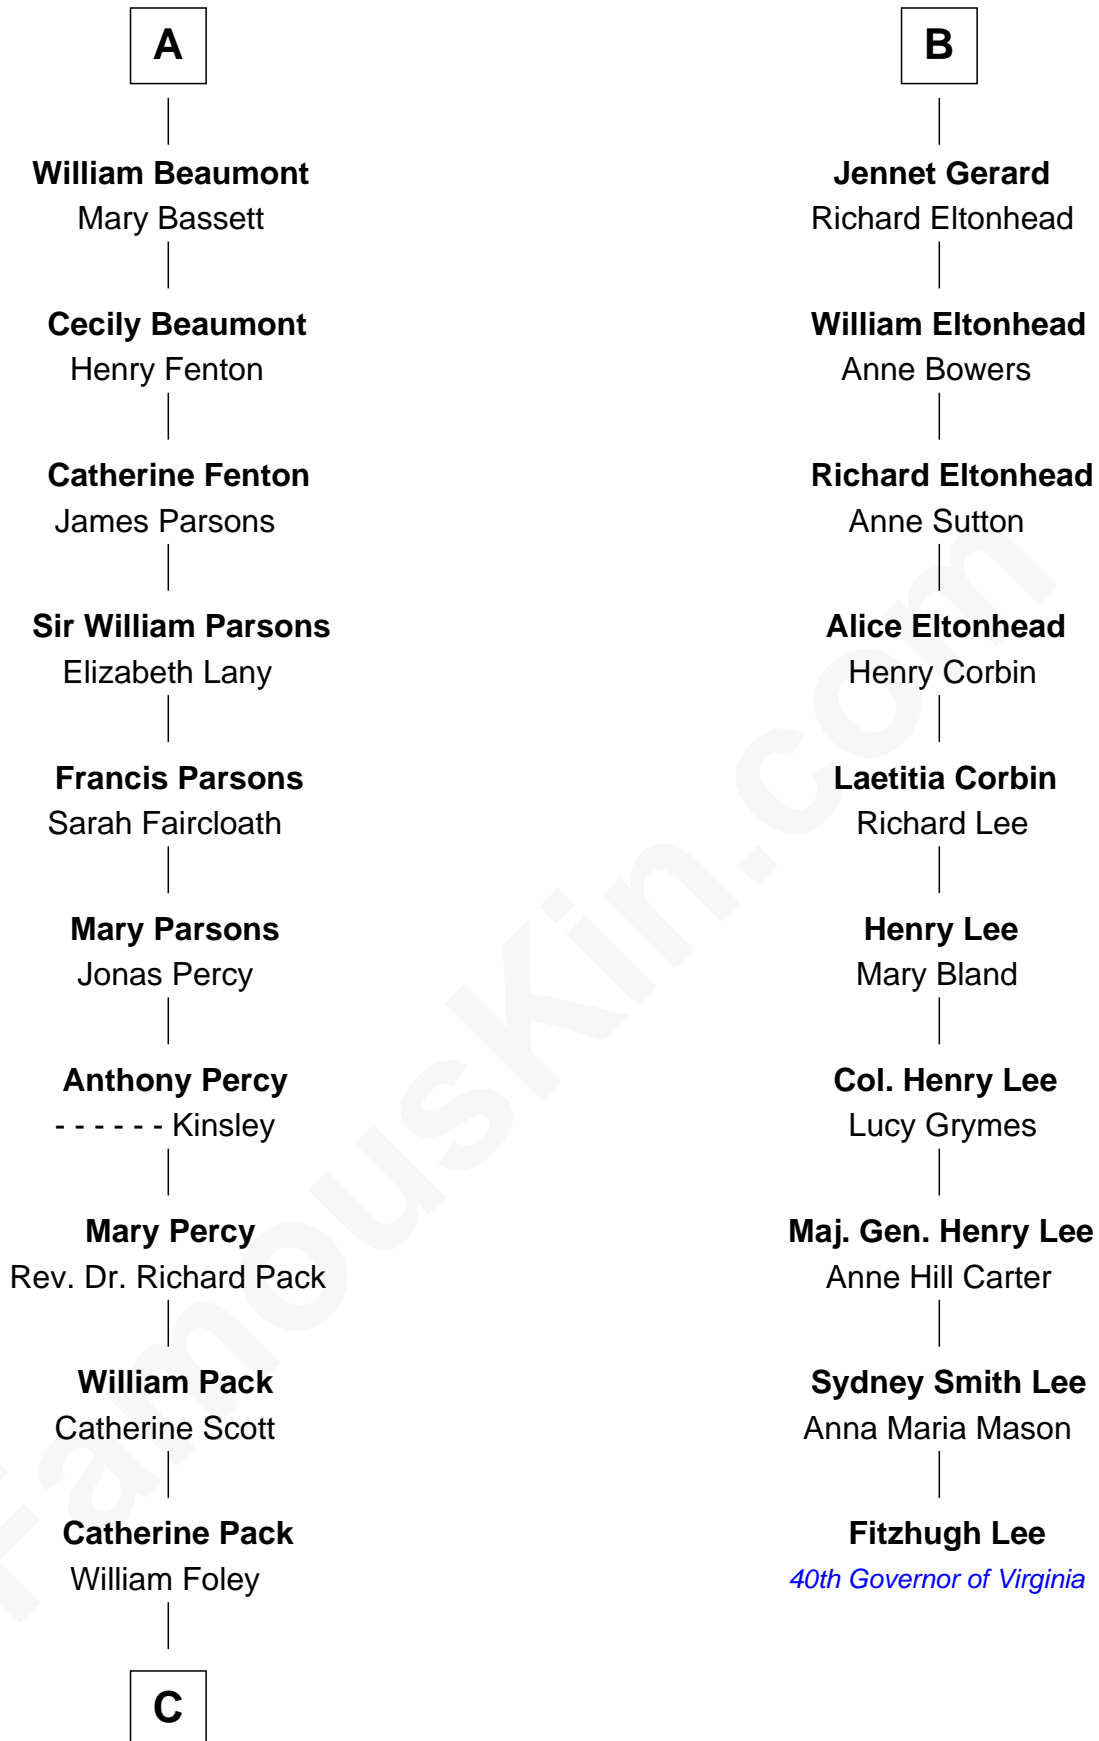 A
William Beaumont
Mary Bassett
Cecily Beaumont
Henry Fenton
Catherine Fenton
James Parsons
Sir William Parsons
Elizabeth Lany
Francis Parsons
Sarah Faircloath
Mary Parsons
Jonas Percy
Anthony Percy
- - - - - - Kinsley
Mary Percy
Rev. Dr. Richard Pack
William Pack
Catherine Scott
Catherine Pack
William Foley
C
B
Jennet Gerard
Richard Eltonhead
William Eltonhead
Anne Bowers
Richard Eltonhead
Anne Sutton
Alice Eltonhead
Henry Corbin
Laetitia Corbin
Richard Lee
Henry Lee
Mary Bland
Col. Henry Lee
Lucy Grymes
Maj. Gen. Henry Lee
Anne Hill Carter
Sydney Smith Lee
Anna Maria Mason
Fitzhugh Lee
40th Governor of Virginia
FamousKin.com